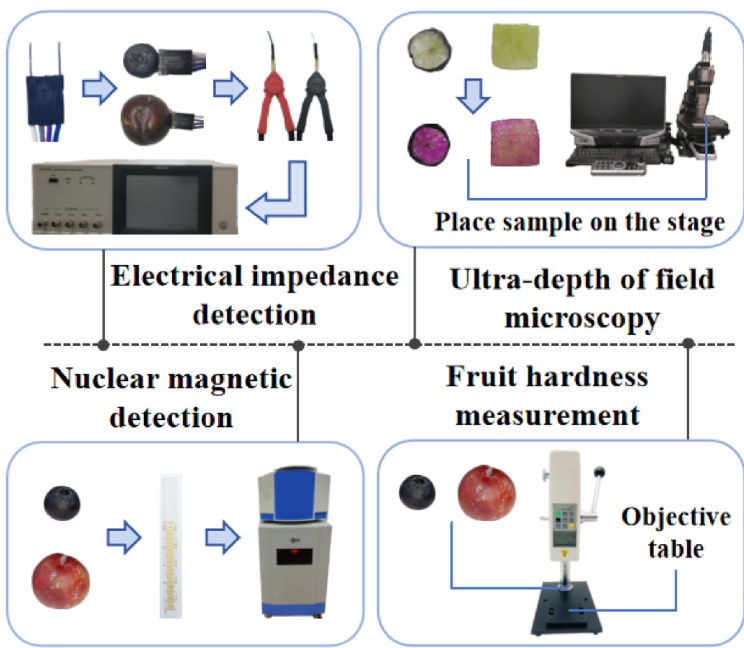 Place sample on the stage
Electrical impedance
detection
Ultra-depth of field
microscopy
Nuclear magnetic
detection
Fruit hardness
measurement
Objective
table